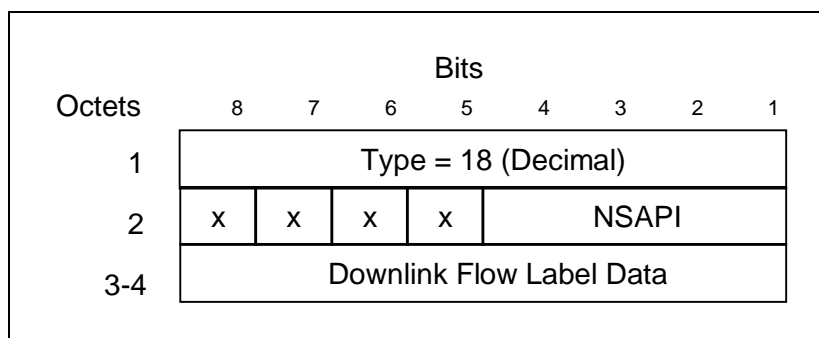 Bits
Octets 8 7 6 5 4 3 2 1
1 Type = 18 (Decimal)
2 x x x x NSAPI
3-4 Downlink Flow Label Data